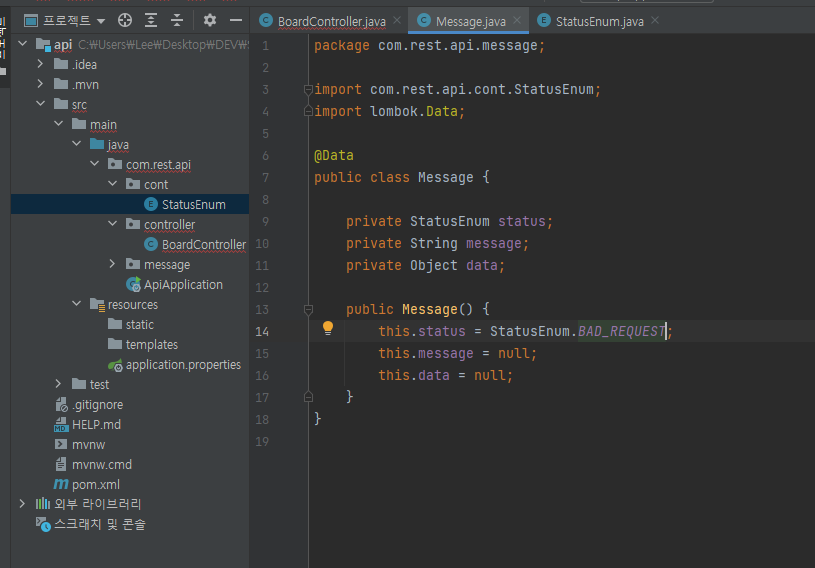 프로젝트
BoardController.java
Message.java
StatusEnum.java
api C:₩Users₩Lee₩Desktop₩DEV₩
.idea
.mvn
src
main
java
com.rest.api
cont
StatusEnum
controller
BoardController
message
ApiApplication
resources
static
templates
application.properties
test
.gitignore
HELP.md
mvnw
mvnw.cmd
pom.xml
외부 라이브러리
스크래치 및 콘솔
1 package com.rest.api.message;
2
3 import com.rest.api.cont.StatusEnum;
4 import lombok.Data;
5
6 @Data
7 public class Message {
8
9 private StatusEnum status;
10 private String message;
11 private Object data;
12
13 public Message() {
14 this.status = StatusEnum.BAD_REQUEST;
15 this.message = null;
16 this.data = null;
17 }
18 }
19